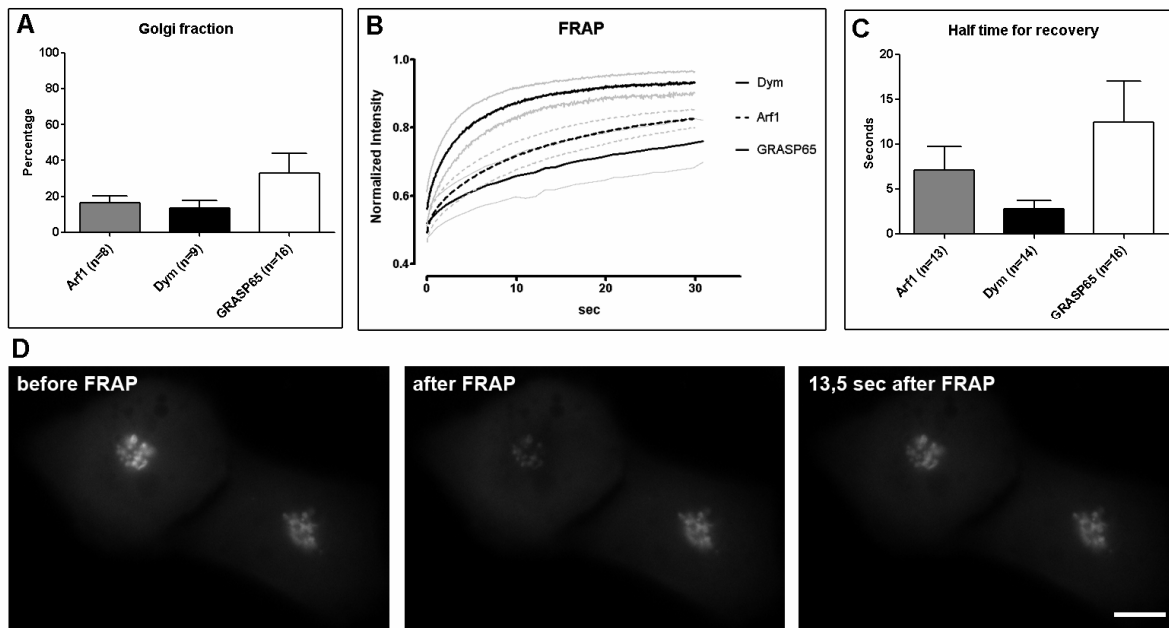 A
Golgi fraction
Percentage
100
80
60
40
20
0
Arf1 (n=8)
Dym (n=9)
GRASP65 (n=16)
B
FRAP
Normalized Intensity
1.0
0.8
0.6
0.4
0
10
20
30
sec
Dym
Arf1
GRASP65
C
Half time for recovery
Seconds
20
15
10
5
0
Arf1 (n=13)
Dym (n=14)
GRASP65 (n=16)
D
before FRAP
after FRAP
13,5 sec after FRAP